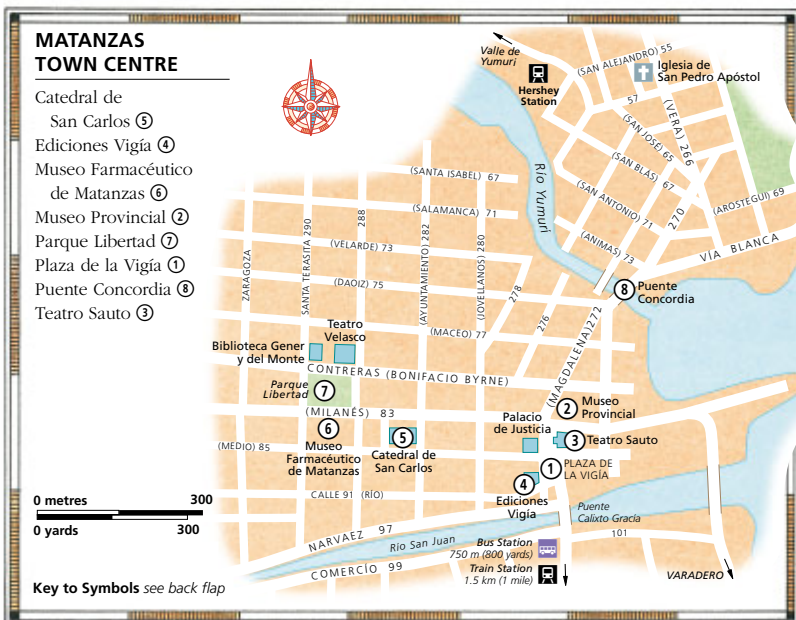 MATANZAS
TOWN CENTRE
Catedral de
San Carlos ⑤
Ediciones Vigía ④
Museo Farmacéutico
de Matanzas ⑥
Museo Provincial ②
Parque Libertad ⑦
Plaza de la Vigía ①
Puente Concordia ⑧
Teatro Sauto ③
Valle de
Yumurí
Hershey
Station
(SAN ALEJANDRO) 55
Iglesia de
San Pedro Apóstol
57
(VERA) 266
(SAN JOSÉ) 65
(SAN BLAS) 67
(SAN ANTONIO) 71
270
(ANIMAS) 73
(AROSTEGUI) 69
VÍA BLANCA
Río Yumurí
(SANTA ISABEL) 67
(SALAMANCA) 71
(VELARDE) 73
(DAOIZ) 75
(MACEO) 77
ZARAGOZA
SANTA TERASITA 290
288
(AYUNTAMIENTO) 282
(JOVELLANOS) 280
278
276
(MAGDALENA) 272
⑧ Puente
Concordia
Teatro
Velasco
Biblioteca Gener
y del Monte
CONTRERAS (BONIFACIO BYRNE)
Parque
Libertad ⑦
(MILANÉS) 83
② Museo
Provincial
Palacio
de Justicia
③ Teatro Sauto
⑥
Museo
Farmacéutico
de Matanzas
⑤
Catedral de
San Carlos
(MEDIO) 85
① PLAZA DE
LA VIGÍA
④
Ediciones
Vigía
CALLE 91 (RÍO)
Puente
Calixto Gracía
NARVAEZ 97
Río San Juan
101
COMERCÍO 99
Bus Station
750 m (800 yards)
Train Station
1.5 km (1 mile)
VARADERO
0 metres 300
0 yards 300
Key to Symbols see back flap